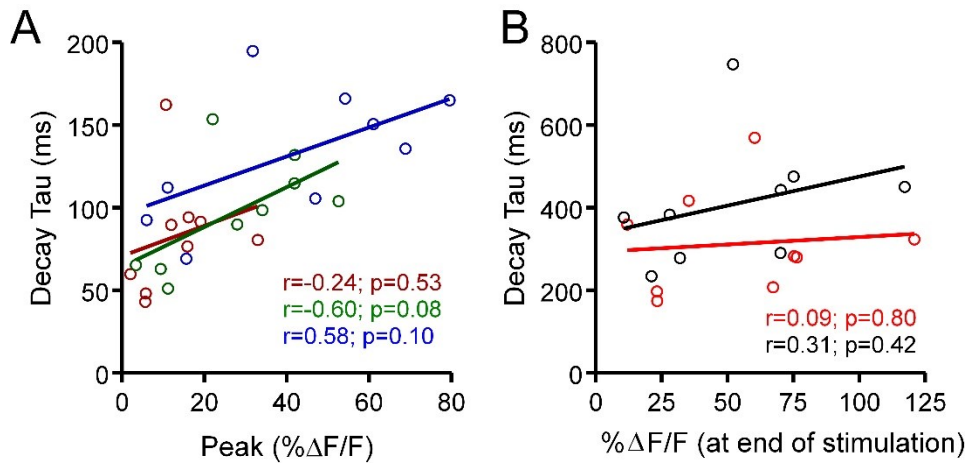 A
200
150
100
50
0
Decay Tau (ms)
r=-0.24; p=0.53
r=-0.60; p=0.08
r=0.58; p=0.10
0 20 40 60 80
Peak (%ΔF/F)
B
800
600
400
200
0
Decay Tau (ms)
r=0.09; p=0.80
r=0.31; p=0.42
0 25 50 75 100 125
%ΔF/F (at end of stimulation)